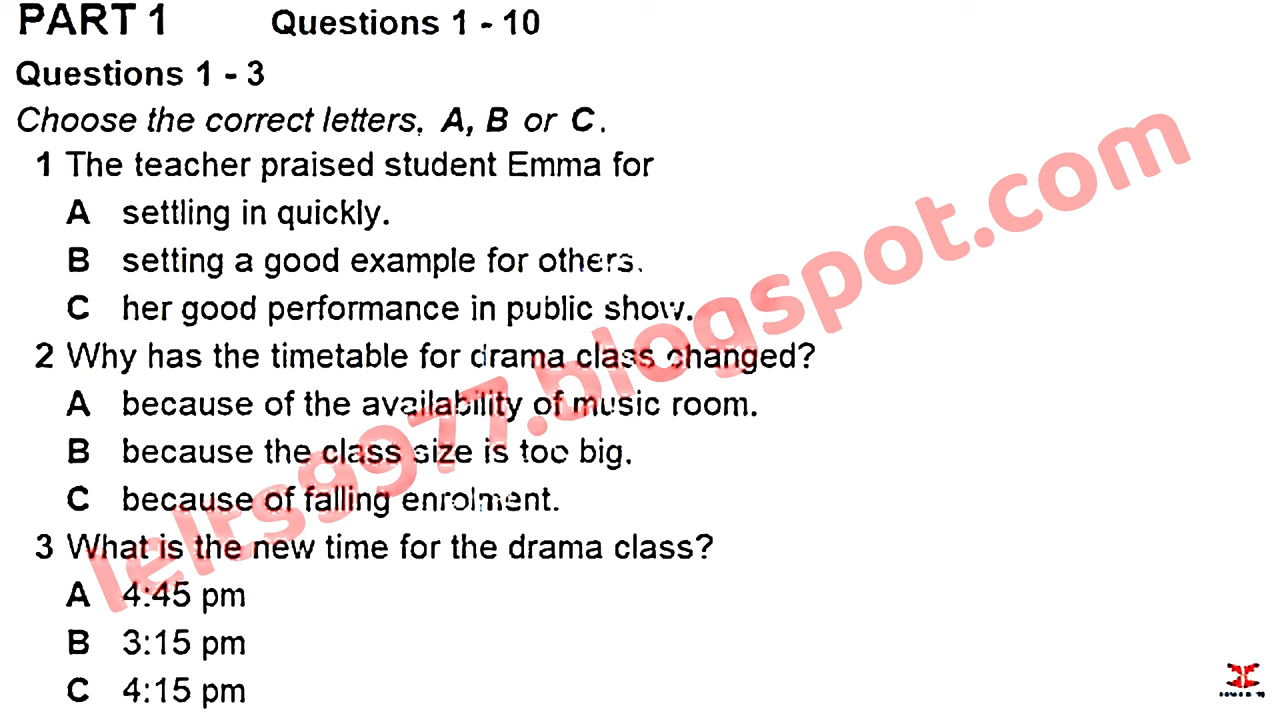 PART 1 Questions 1 - 10
Questions 1 - 3
Choose the correct letters, A, B or C.
1 The teacher praised student Emma for
A settling in quickly.
B setting a good example for others.
C her good performance in public show.
2 Why has the timetable for drama class changed?
A because of the availability of music room.
B because the class size is too big.
C because of falling enrolment.
3 What is the new time for the drama class?
A 4:45 pm
B 3:15 pm
C 4:15 pm
Ielts9977.blogspot.com